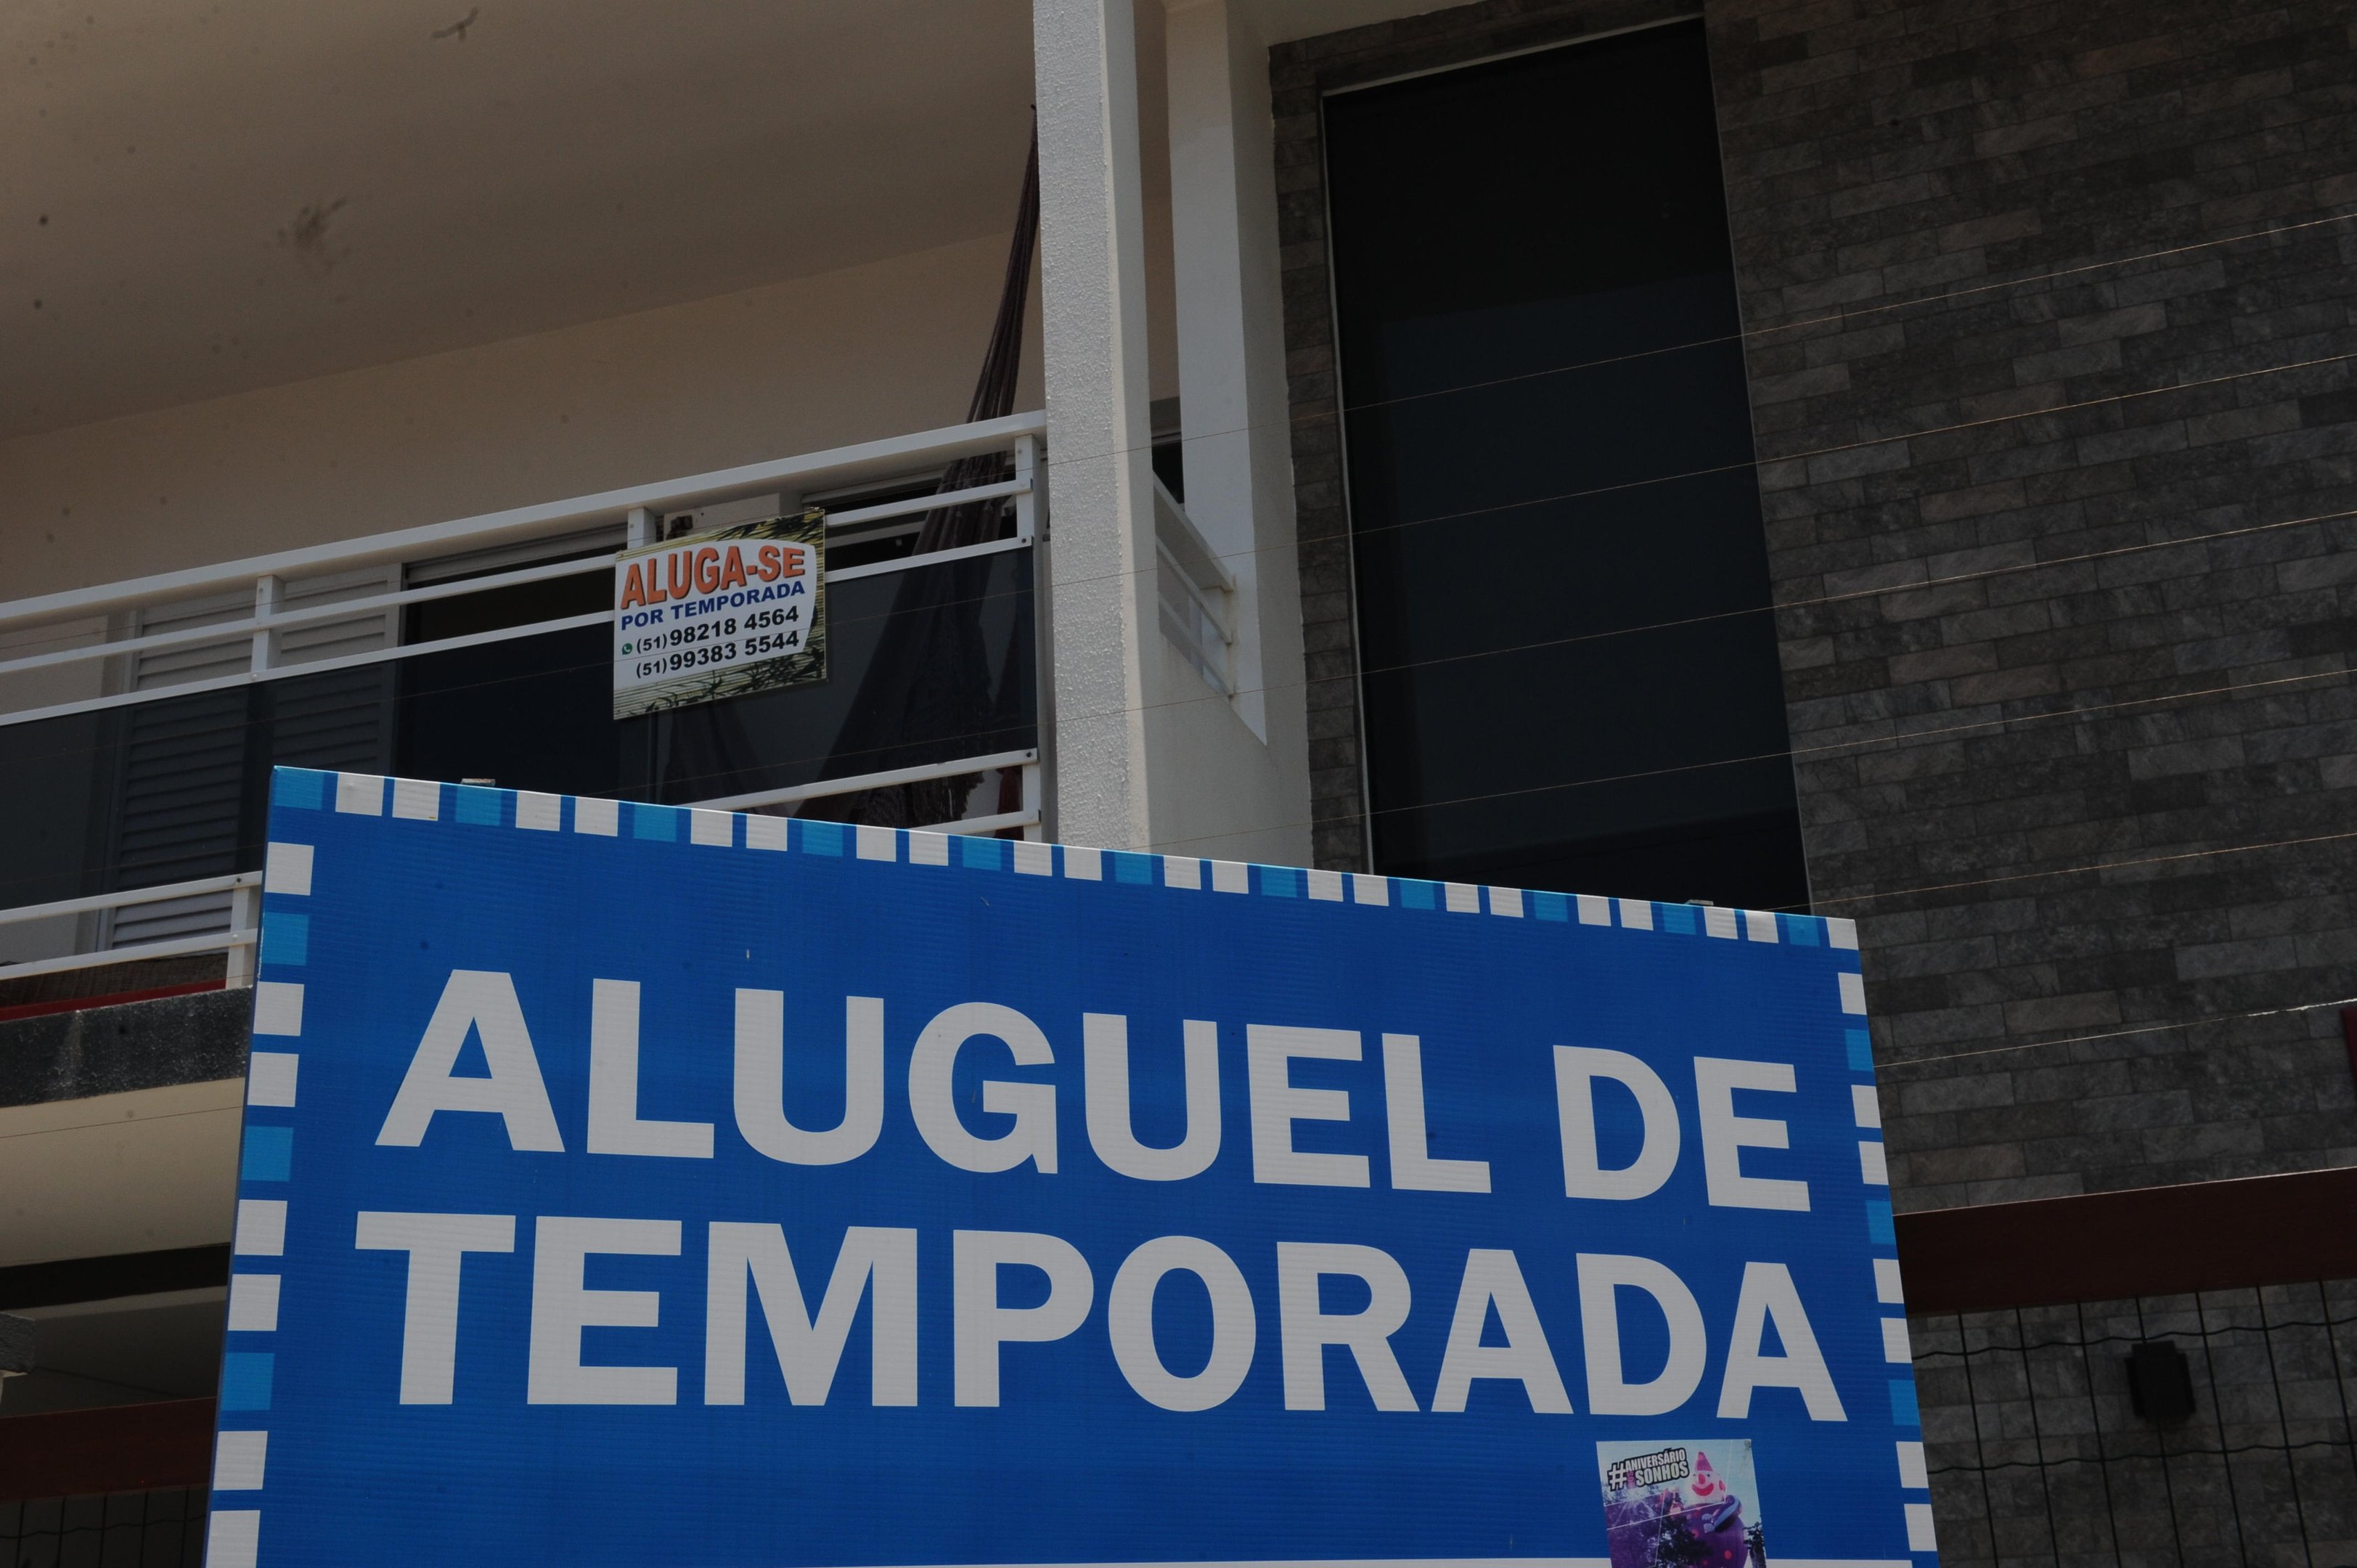 ALUGA-SE
POR TEMPORADA
(51) 98218 4564
(51) 99383 5544
ALUGUEL DE
TEMPORADA
#ANIVERSÁRIO
SONHOS